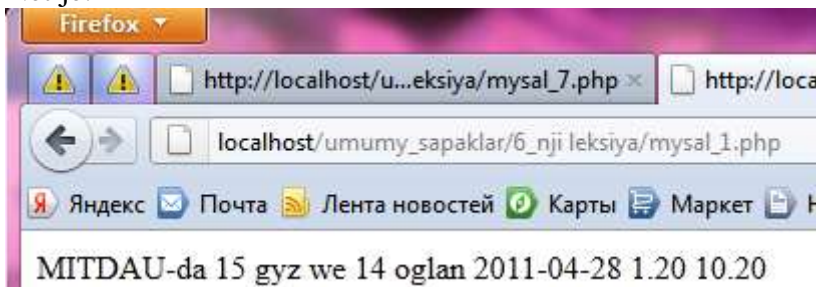 Firefox
http://localhost/u...eksiya/mysal_7.php × http://loca
localhost/umumy_sapaklar/6_nji leksiya/mysal_1.php
Яндекс Почта Лента новостей Карты Маркет
MITDAU-da 15 gyz we 14 oglan 2011-04-28 1.20 10.20